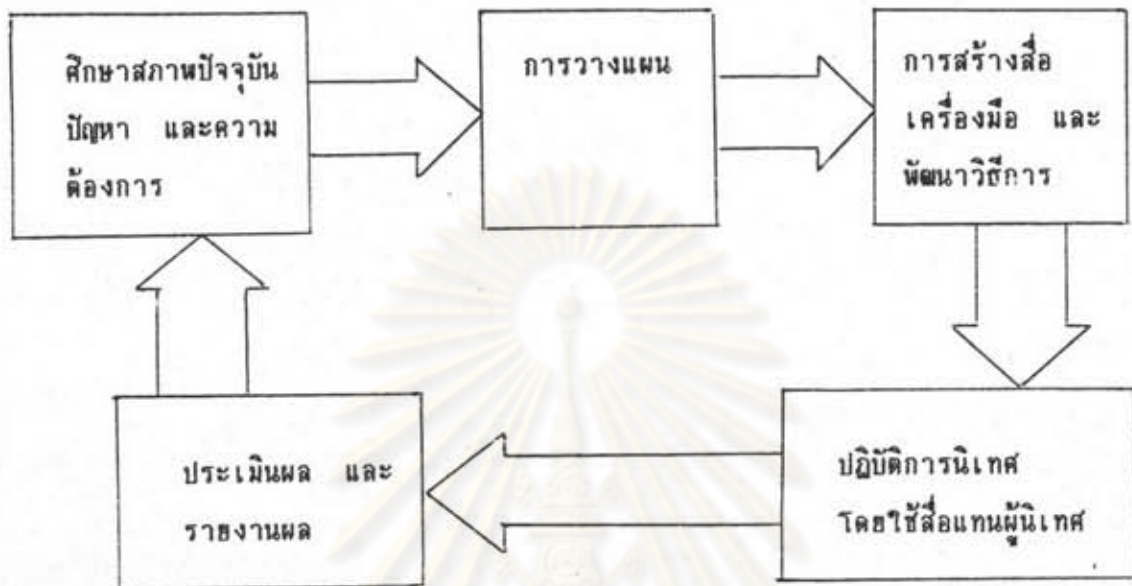 ศึกษาสภาพปัจจุบัน
ปัญหา และความ
ต้องการ
การวางแผน
การสร้างสื่อ
เครื่องมือ และ
พัฒนาวิธีการ
ปฏิบัติการนิเทศ
โดยใช้สื่อแทนผู้นิเทศ
ประเมินผล และ
รายงานผล